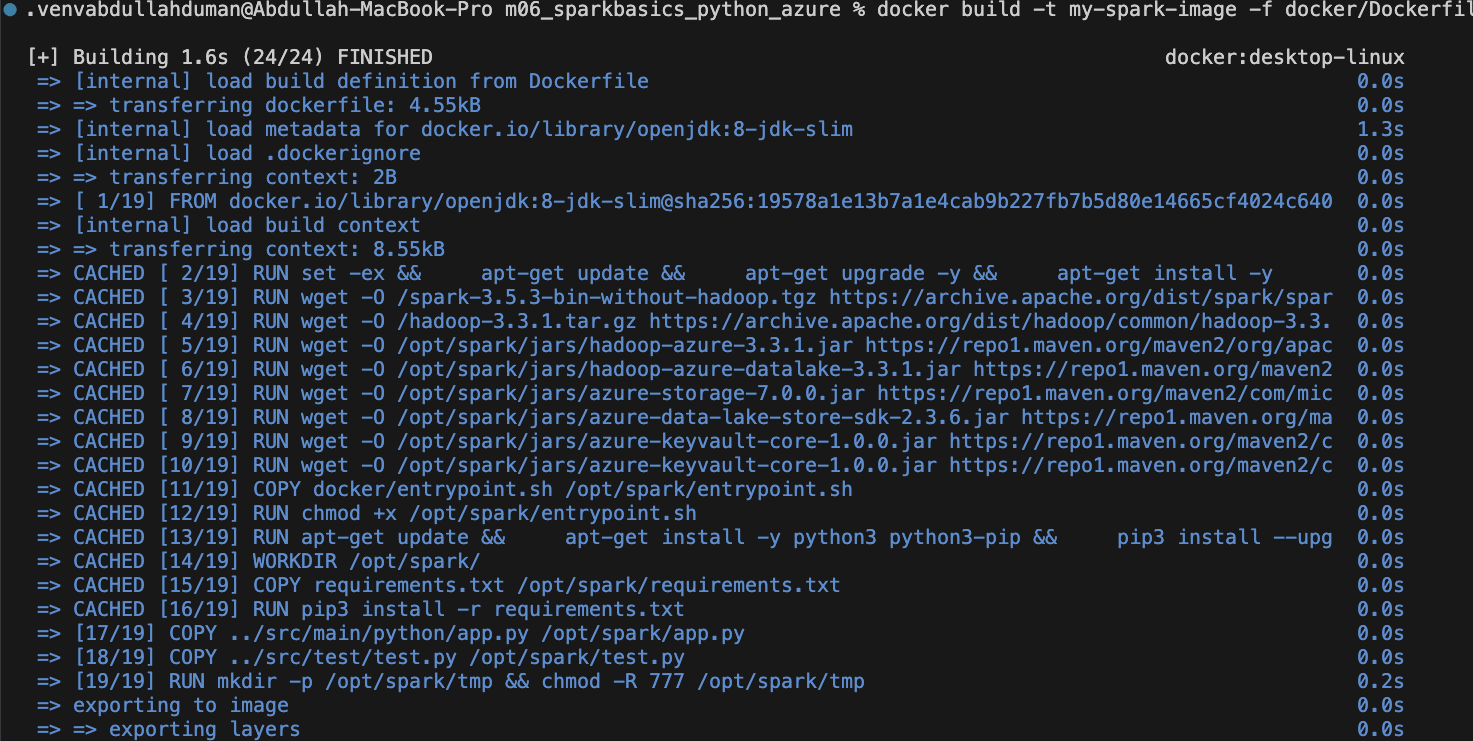 .venvabdullahduman@Abdullah-MacBook-Pro m06_sparkbasics_python_azure % docker build -t my-spark-image -f docker/Dockerfil
[+] Building 1.6s (24/24) FINISHED docker:desktop-linux
=> [internal] load build definition from Dockerfile 0.0s
=> => transferring dockerfile: 4.55kB 0.0s
=> [internal] load metadata for docker.io/library/openjdk:8-jdk-slim 1.3s
=> [internal] load .dockerignore 0.0s
=> => transferring context: 2B 0.0s
=> [ 1/19] FROM docker.io/library/openjdk:8-jdk-slim@sha256:19578a1e13b7a1e4cab9b227fb7b5d80e14665cf4024c640 0.0s
=> [internal] load build context 0.0s
=> => transferring context: 8.55kB 0.0s
=> CACHED [ 2/19] RUN set -ex && apt-get update && apt-get upgrade -y && apt-get install -y 0.0s
=> CACHED [ 3/19] RUN wget -O /spark-3.5.3-bin-without-hadoop.tgz https://archive.apache.org/dist/spark/spar 0.0s
=> CACHED [ 4/19] RUN wget -O /hadoop-3.3.1.tar.gz https://archive.apache.org/dist/hadoop/common/hadoop-3.3. 0.0s
=> CACHED [ 5/19] RUN wget -O /opt/spark/jars/hadoop-azure-3.3.1.jar https://repo1.maven.org/maven2/org/apac 0.0s
=> CACHED [ 6/19] RUN wget -O /opt/spark/jars/hadoop-azure-datalake-3.3.1.jar https://repo1.maven.org/maven2 0.0s
=> CACHED [ 7/19] RUN wget -O /opt/spark/jars/azure-storage-7.0.0.jar https://repo1.maven.org/maven2/com/mic 0.0s
=> CACHED [ 8/19] RUN wget -O /opt/spark/jars/azure-data-lake-store-sdk-2.3.6.jar https://repo1.maven.org/ma 0.0s
=> CACHED [ 9/19] RUN wget -O /opt/spark/jars/azure-keyvault-core-1.0.0.jar https://repo1.maven.org/maven2/c 0.0s
=> CACHED [10/19] RUN wget -O /opt/spark/jars/azure-keyvault-core-1.0.0.jar https://repo1.maven.org/maven2/c 0.0s
=> CACHED [11/19] COPY docker/entrypoint.sh /opt/spark/entrypoint.sh 0.0s
=> CACHED [12/19] RUN chmod +x /opt/spark/entrypoint.sh 0.0s
=> CACHED [13/19] RUN apt-get update && apt-get install -y python3 python3-pip && pip3 install --upg 0.0s
=> CACHED [14/19] WORKDIR /opt/spark/ 0.0s
=> CACHED [15/19] COPY requirements.txt /opt/spark/requirements.txt 0.0s
=> CACHED [16/19] RUN pip3 install -r requirements.txt 0.0s
=> [17/19] COPY ../src/main/python/app.py /opt/spark/app.py 0.0s
=> [18/19] COPY ../src/test/test.py /opt/spark/test.py 0.0s
=> [19/19] RUN mkdir -p /opt/spark/tmp && chmod -R 777 /opt/spark/tmp 0.2s
=> exporting to image 0.0s
=> => exporting layers 0.0s